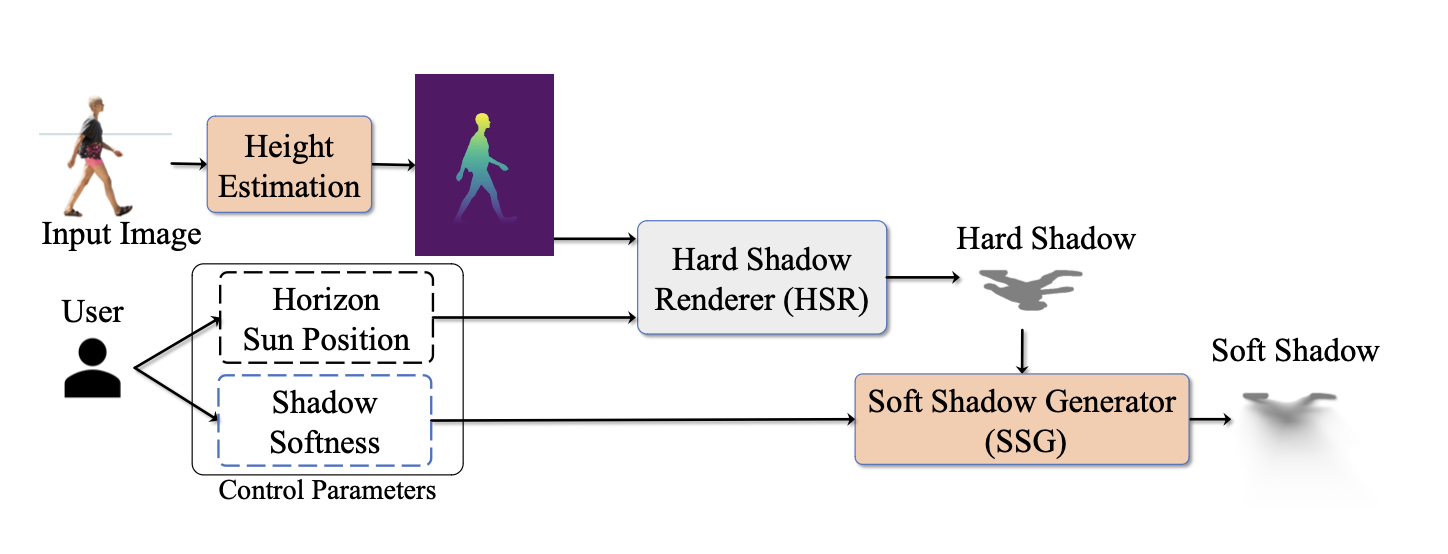 Height
Estimation
Input Image
User
Horizon
Sun Position
Shadow
Softness
Control Parameters
Hard Shadow
Renderer (HSR)
Hard Shadow
Soft Shadow Generator
(SSG)
Soft Shadow